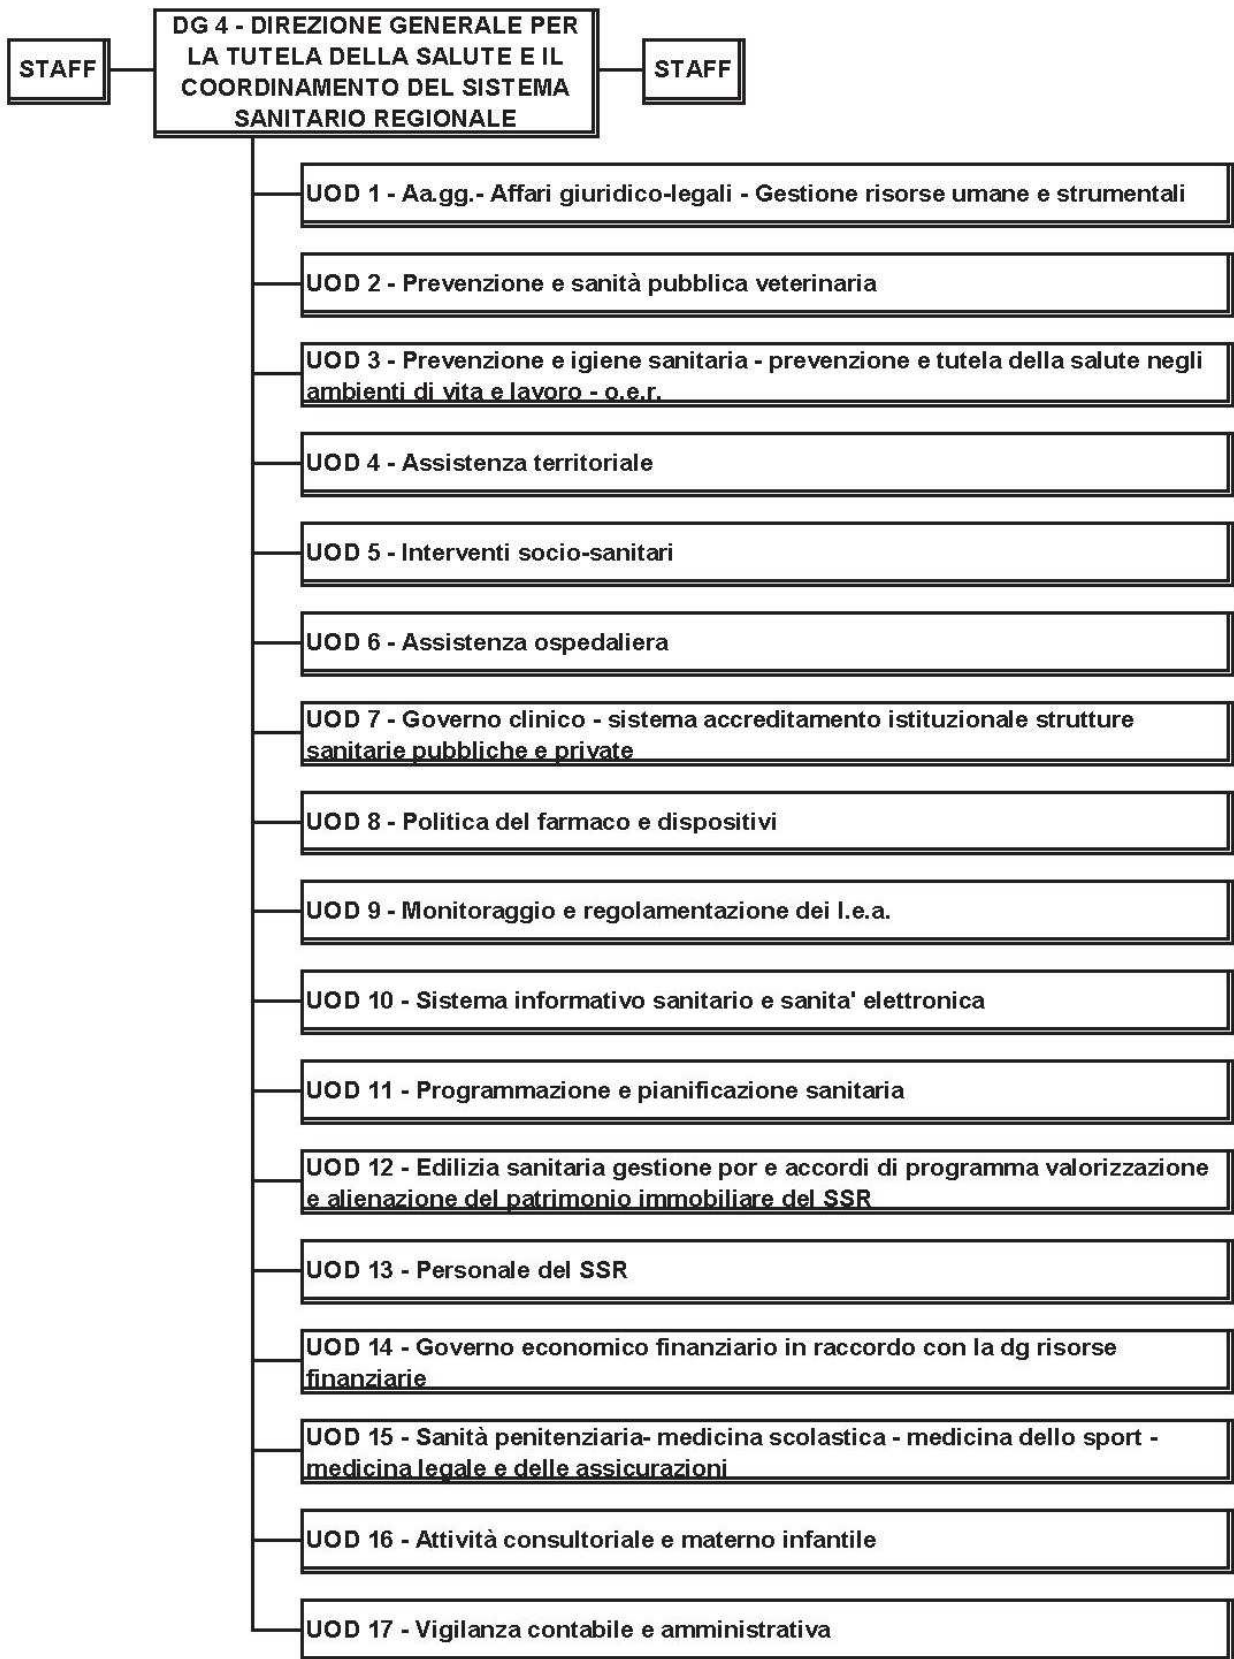 DG 4 - DIREZIONE GENERALE PER
LA TUTELA DELLA SALUTE E IL
COORDINAMENTO DEL SISTEMA
SANITARIO REGIONALE
STAFF
STAFF
UOD 1 - Aa.gg.- Affari giuridico-legali - Gestione risorse umane e strumentali
UOD 2 - Prevenzione e sanità pubblica veterinaria
UOD 3 - Prevenzione e igiene sanitaria - prevenzione e tutela della salute negli
ambienti di vita e lavoro - o.e.r.
UOD 4 - Assistenza territoriale
UOD 5 - Interventi socio-sanitari
UOD 6 - Assistenza ospedaliera
UOD 7 - Governo clinico - sistema accreditamento istituzionale strutture
sanitarie pubbliche e private
UOD 8 - Politica del farmaco e dispositivi
UOD 9 - Monitoraggio e regolamentazione dei l.e.a.
UOD 10 - Sistema informativo sanitario e sanita' elettronica
UOD 11 - Programmazione e pianificazione sanitaria
UOD 12 - Edilizia sanitaria gestione por e accordi di programma valorizzazione
e alienazione del patrimonio immobiliare del SSR
UOD 13 - Personale del SSR
UOD 14 - Governo economico finanziario in raccordo con la dg risorse
finanziarie
UOD 15 - Sanità penitenziaria- medicina scolastica - medicina dello sport -
medicina legale e delle assicurazioni
UOD 16 - Attività consultoriale e materno infantile
UOD 17 - Vigilanza contabile e amministrativa